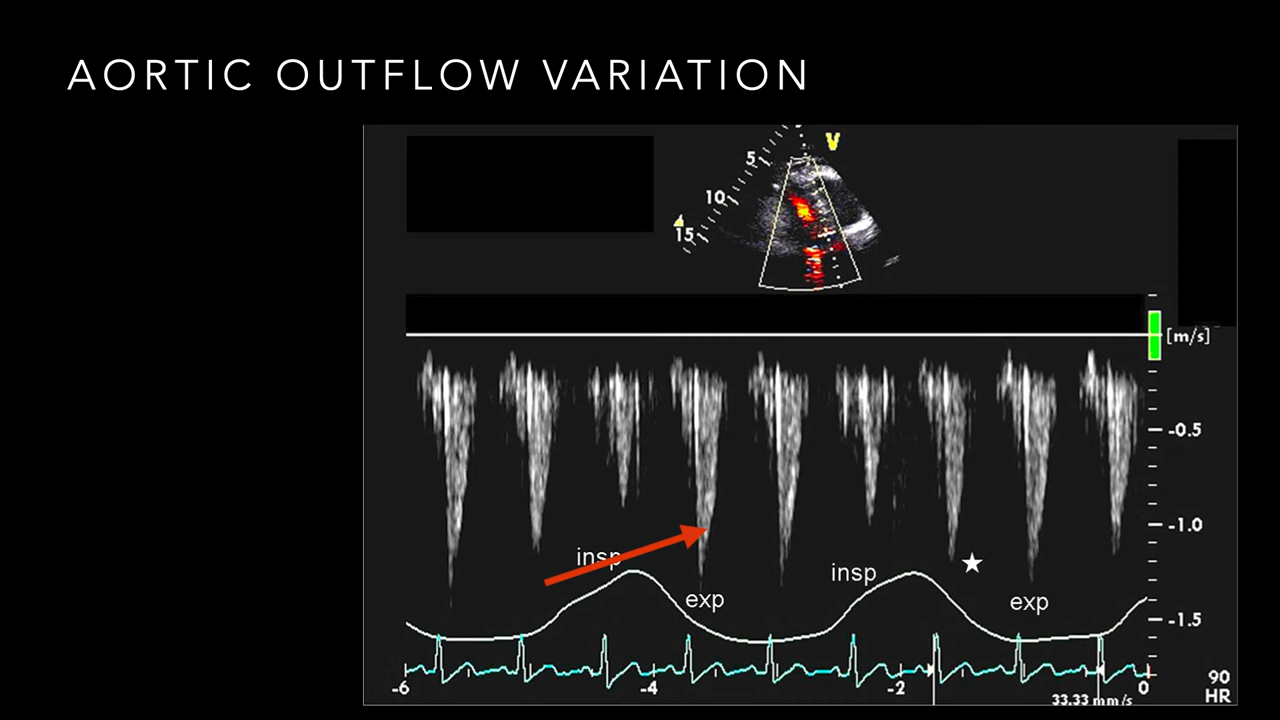 AORTIC OUTFLOW VARIATION
V
5
10
15
[m/s]
-0.5
-1.0
insp
insp
exp
exp
-1.5
-6
-4
-2
0
90
HR
33.33 mm/s